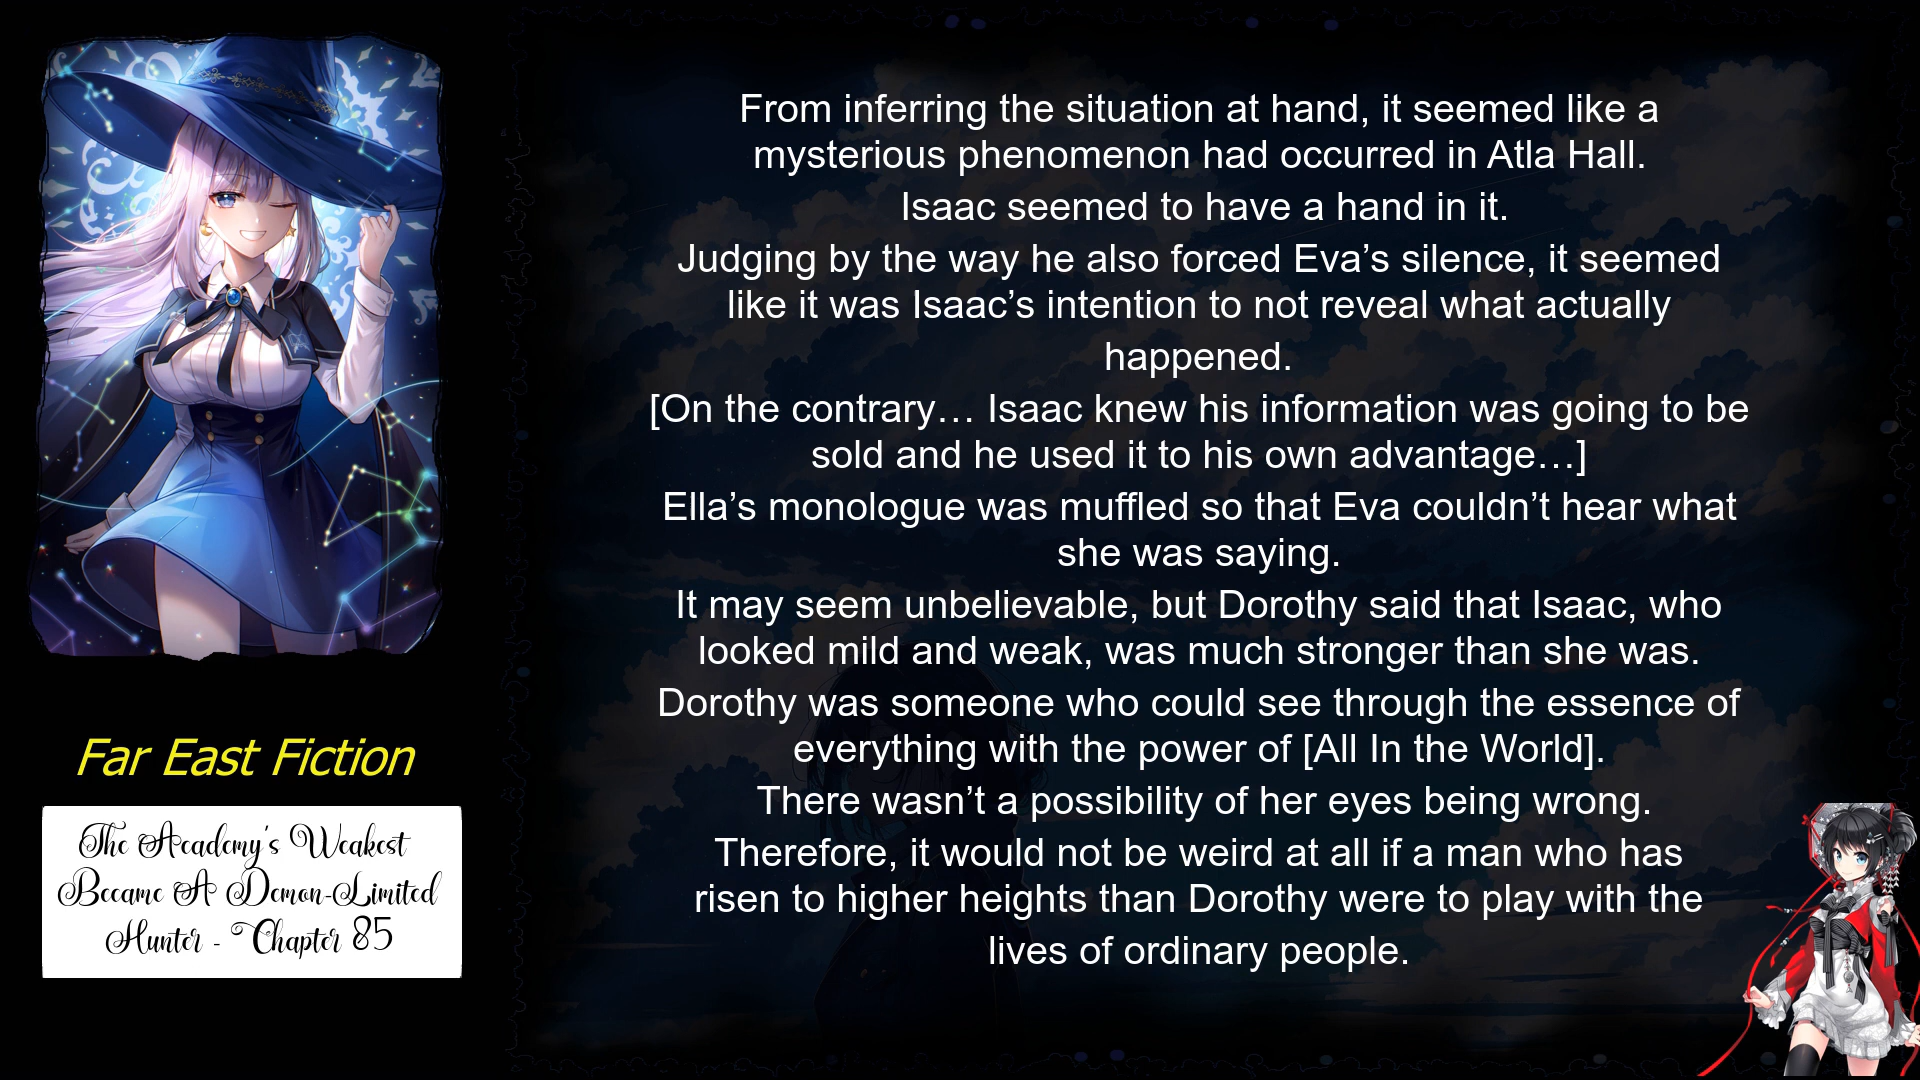 From inferring the situation at hand, it seemed like a
mysterious phenomenon had occurred in Atla Hall.
Isaac seemed to have a hand in it.
Judging by the way he also forced Eva’s silence, it seemed
like it was Isaac’s intention to not reveal what actually
happened.
[On the contrary… Isaac knew his information was going to be
sold and he used it to his own advantage…]
Ella’s monologue was muffled so that Eva couldn’t hear what
she was saying.
It may seem unbelievable, but Dorothy said that Isaac, who
looked mild and weak, was much stronger than she was.
Dorothy was someone who could see through the essence of
everything with the power of [All In the World].
There wasn’t a possibility of her eyes being wrong.
Therefore, it would not be weird at all if a man who has
risen to higher heights than Dorothy were to play with the
lives of ordinary people.
Far East Fiction
The Academy's Weakest
Became A Demon-Limited
Hunter - Chapter 85